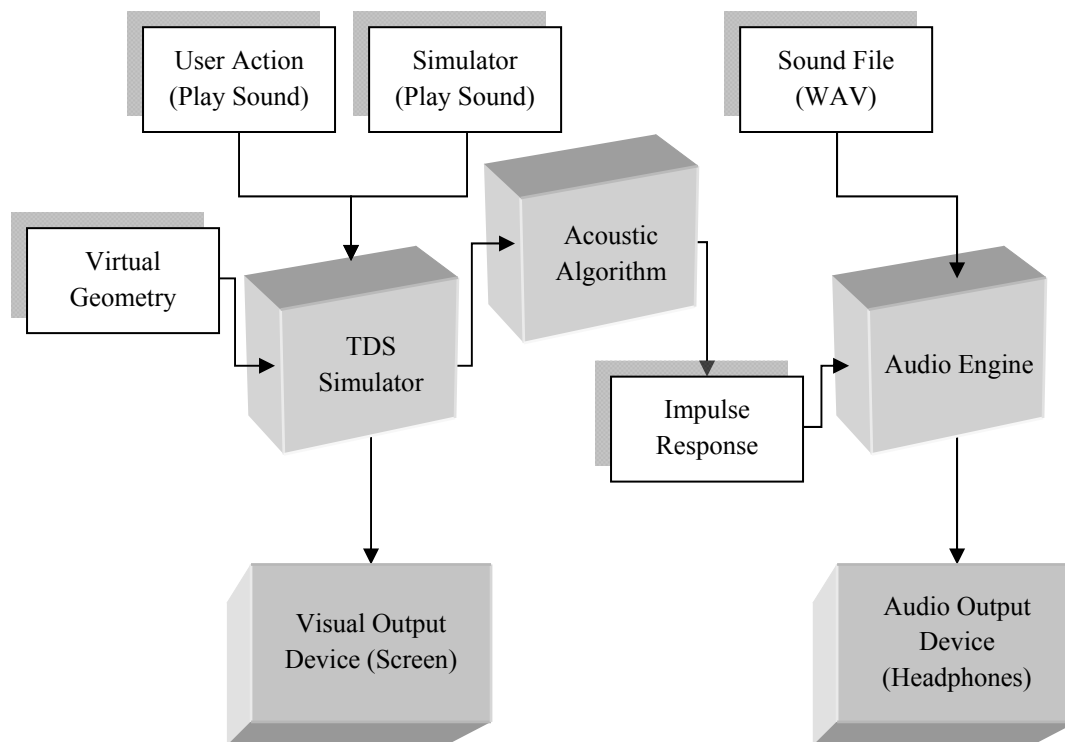 User Action
(Play Sound)
Simulator
(Play Sound)
Sound File
(WAV)
Virtual
Geometry
Acoustic
Algorithm
TDS
Simulator
Impulse
Response
Audio Engine
Visual Output
Device (Screen)
Audio Output
Device
(Headphones)